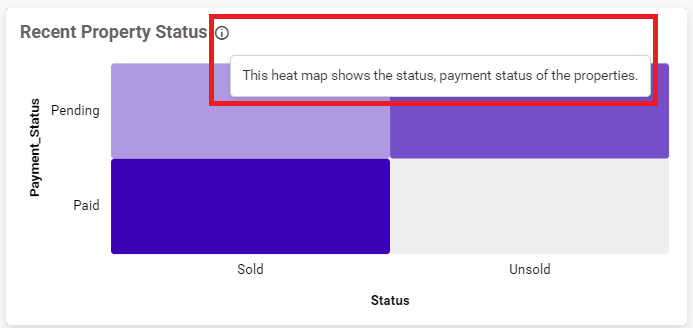 Recent Property Status
This heat map shows the status, payment status of the properties.
Payment_Status
Pending
Paid
Sold
Unsold
Status